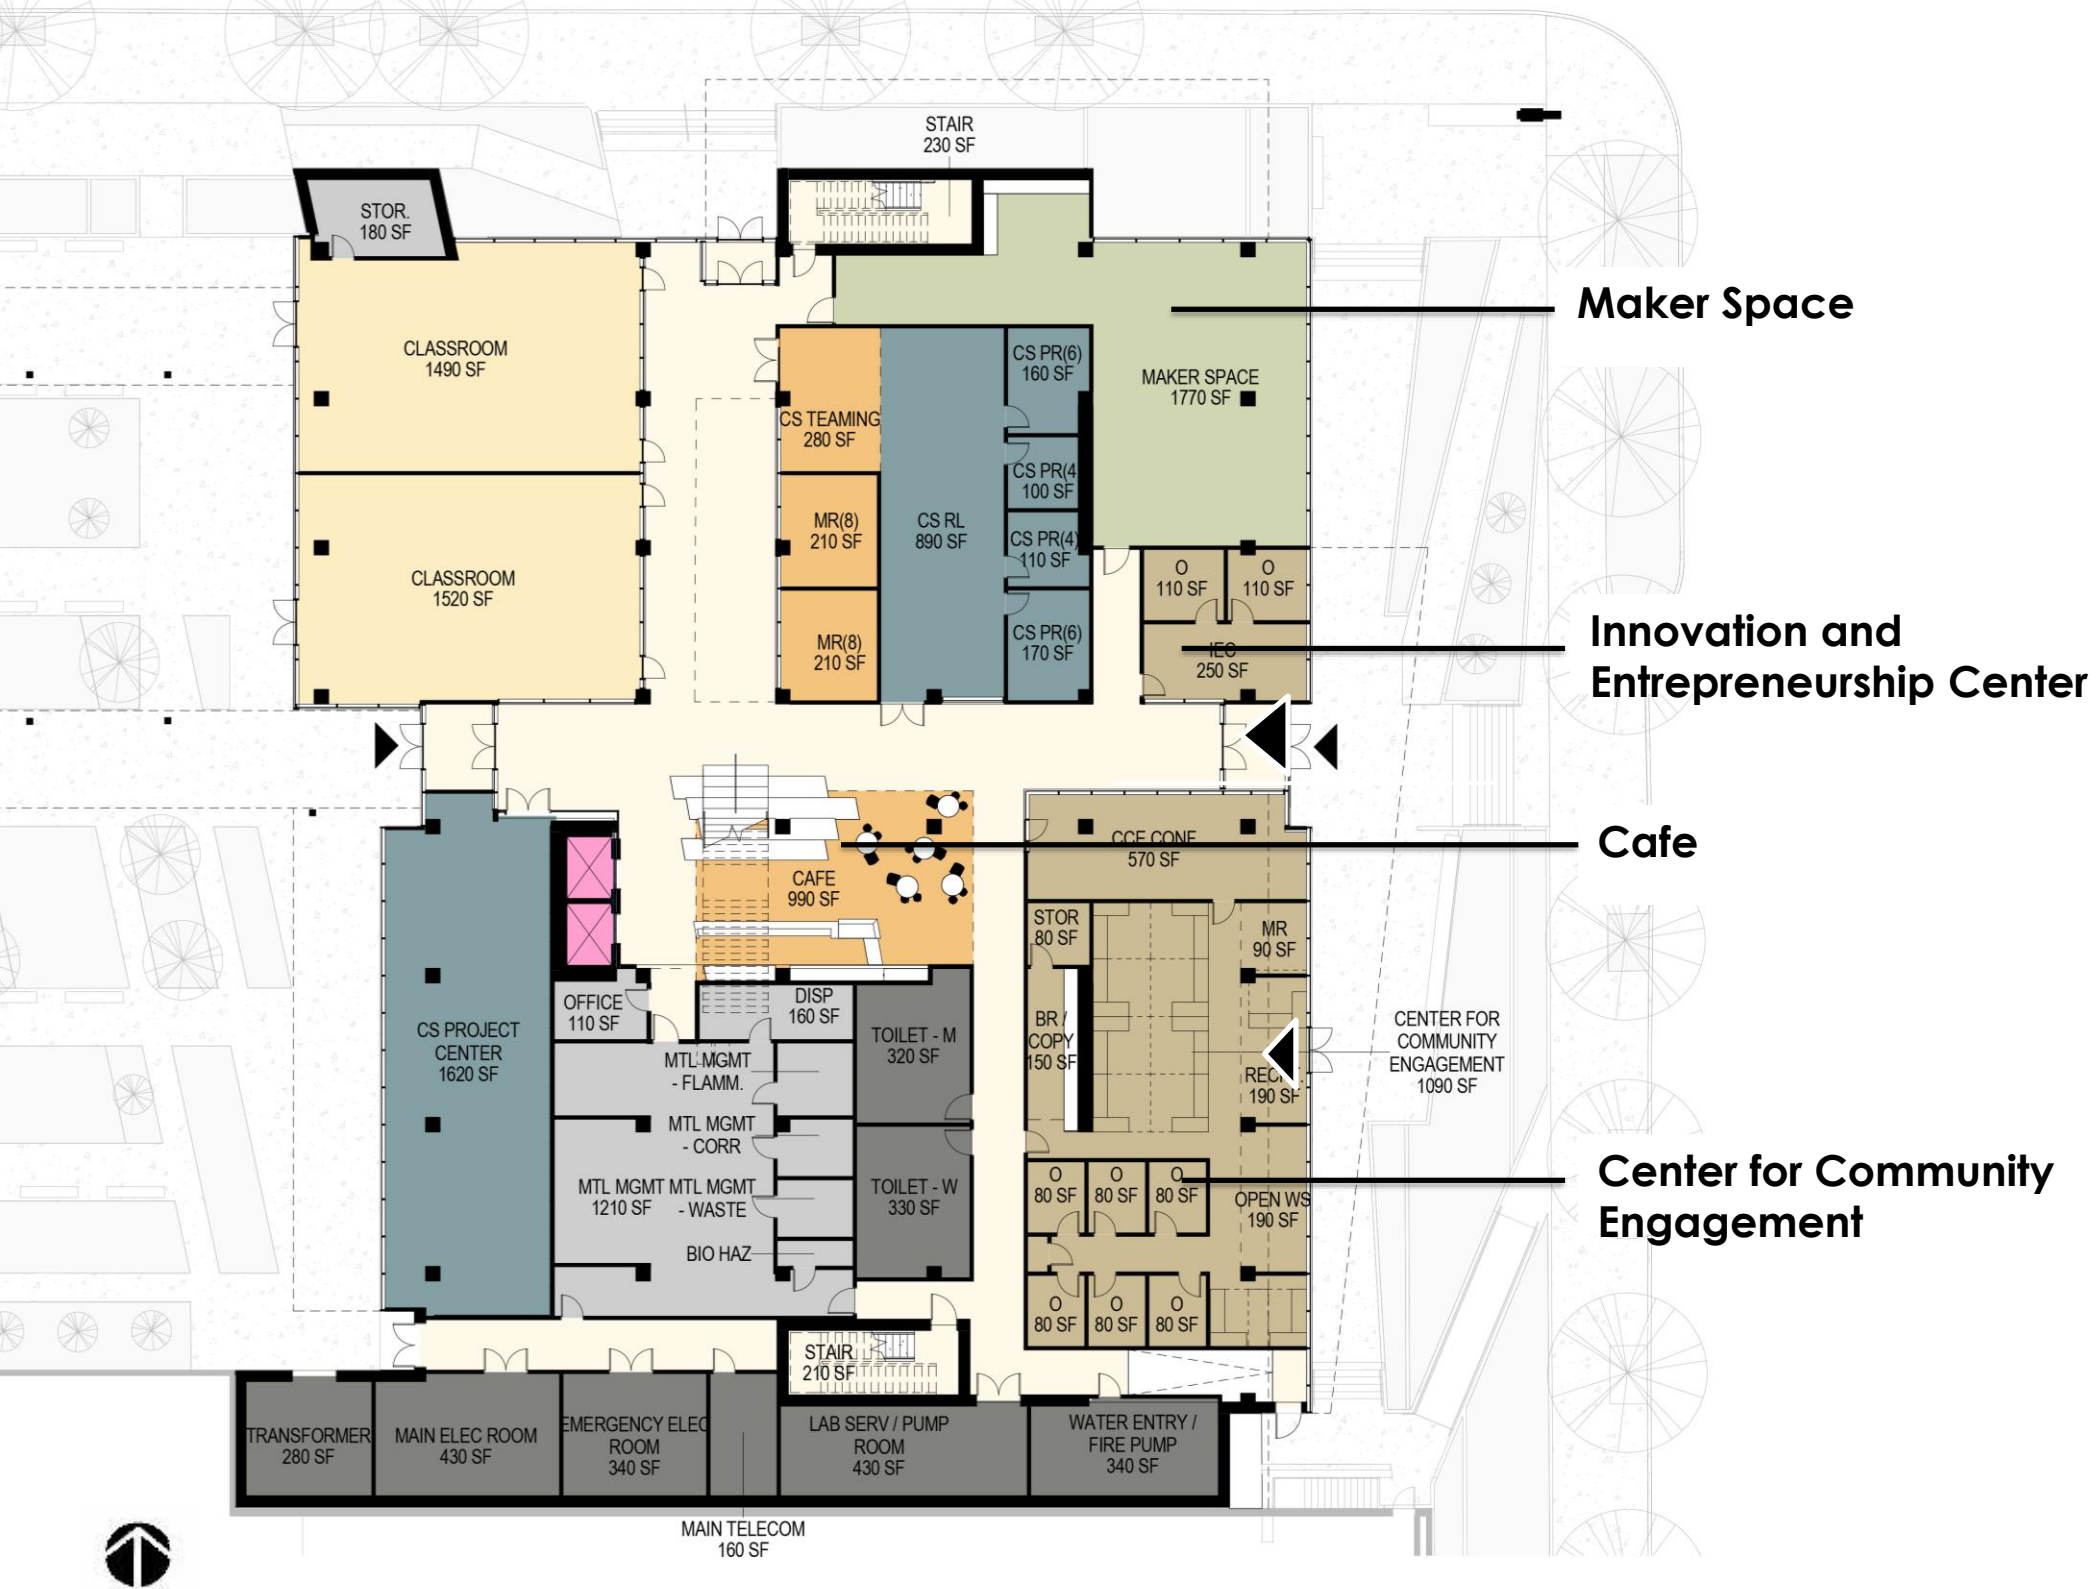 STAIR
230 SF
STOR.
180 SF
Maker Space
CLASSROOM
1490 SF
CS TEAMING
280 SF
CS PR(6)
160 SF
MAKER SPACE
1770 SF
CS PR(4
100 SF
MR(8)
210 SF
CS RL
890 SF
CS PR(4)
110 SF
CLASSROOM
1520 SF
O
110 SF
O
110 SF
MR(8)
210 SF
CS PR(6)
170 SF
250 SF
Innovation and
Entrepreneurship Center
CONF
570 SF
Cafe
CAFE
990 SF
STOR
80 SF
MR
90 SF
OFFICE
110 SF
DISP
160 SF
CS PROJECT
CENTER
1620 SF
TOILET - M
320 SF
BR /
COPY
150 SF
190 SF
CENTER FOR
COMMUNITY
ENGAGEMENT
1090 SF
MTL MGMT
- FLAMM.
MTL MGMT
- CORR
MTL MGMT
1210 SF
MTL MGMT
- WASTE
BIO HAZ
TOILET - W
330 SF
O
80 SF
O
80 SF
O
80 SF
OPEN WS
190 SF
Center for Community
Engagement
O
80 SF
O
80 SF
O
80 SF
STAIR
210 SF
TRANSFORMER
280 SF
MAIN ELEC ROOM
430 SF
EMERGENCY ELEC
ROOM
340 SF
LAB SERV / PUMP
ROOM
430 SF
WATER ENTRY /
FIRE PUMP
340 SF
MAIN TELECOM
160 SF